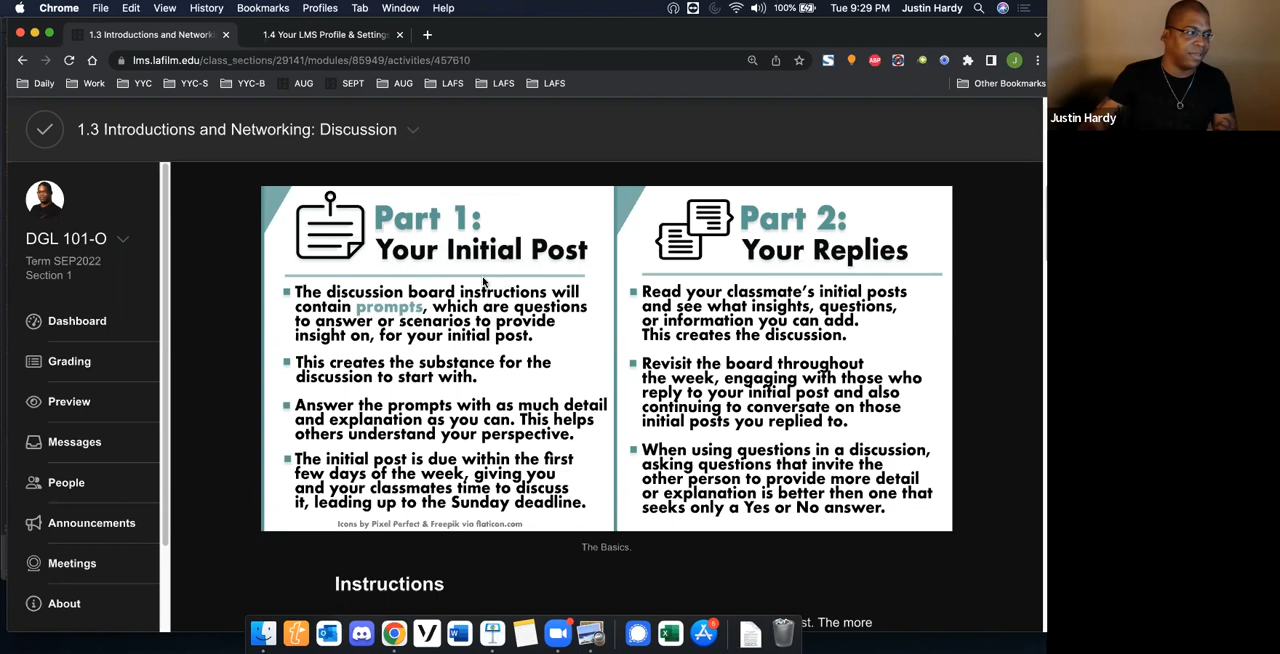 Chrome File Edit View History Bookmarks Profiles Tab Window Help 100% Tue 9:29 PM Justin Hardy
1.3 Introductions and Network
1.4 Your LMS Profile & Settings
lms.lafilm.edu/class_sections/29141/modules/85949/activities/457610
Daily Work YYC YYC-S YYC-B AUG SEPT AUG LAFS LAFS LAFS Other Bookmarks
ABP
J
Justin Hardy
1.3 Introductions and Networking: Discussion
DGL 101-O
Term SEP2022
Section 1
Dashboard
Grading
Preview
Messages
People
Announcements
Meetings
About
Part 1:
Your Initial Post
The discussion board instructions will
contain prompts, which are questions
to answer or scenarios to provide
insight on, for your initial post.
This creates the substance for the
discussion to start with.
Answer the prompts with as much detail
and explanation as you can. This helps
others understand your perspective.
The initial post is due within the first
few days of the week, giving you
and your classmates time to discuss
it, leading up to the Sunday deadline.
Icons by Pixel Perfect & Freepik via flaticon.com
Part 2:
Your Replies
Read your classmate's initial posts
and see what insights, questions,
or information you can add.
This creates the discussion.
Revisit the board throughout
the week, engaging with those who
reply to your initial post and also
continuing to conversate on those
initial posts you replied to.
When using questions in a discussion,
asking questions that invite the
other person to provide more detail
or explanation is better then one that
seeks only a Yes or No answer.
The Basics.
Instructions
st. The more